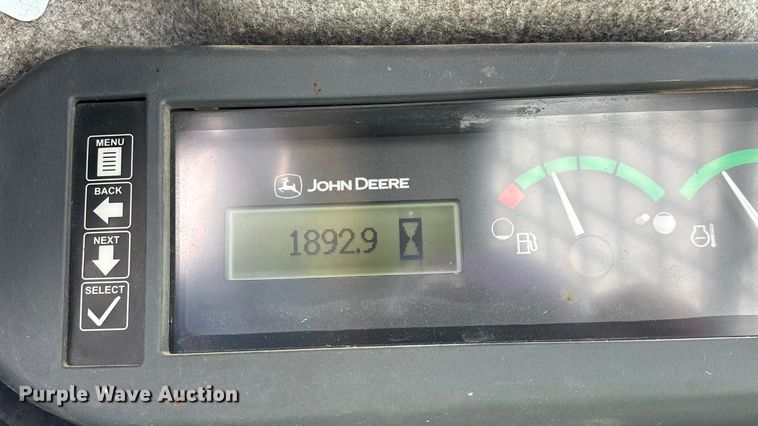 MENU
BACK
NEXT
SELECT
JOHN DEERE
1892.9
Purple Wave Auction